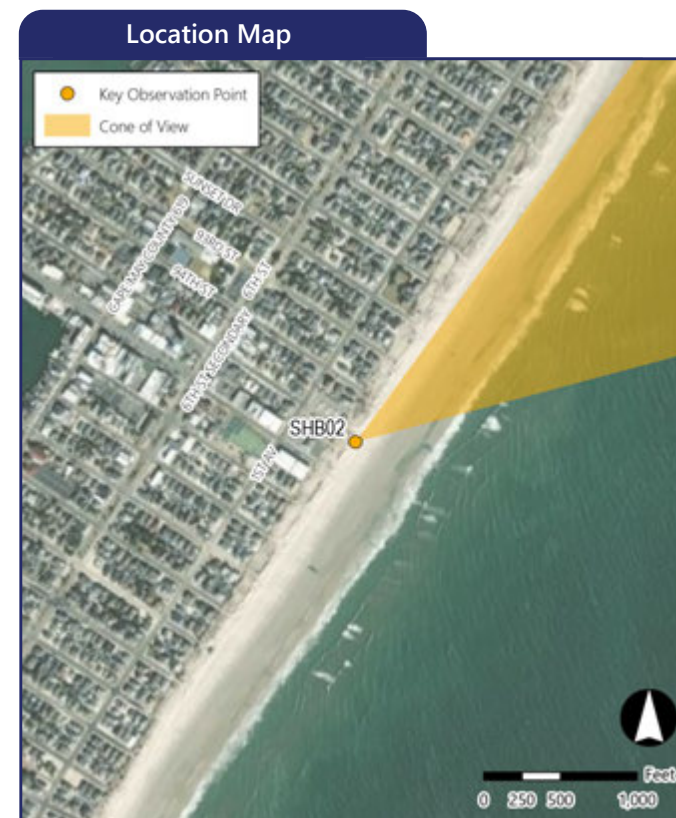 Location Map
Key Observation Point
Cone of View
SUNSET DR
CAPE MAY COUNTY 619
93RD ST
94TH ST
6TH ST
6TH ST SECONDARY
SHB02
1ST AV
Feet
0 250 500 1,000